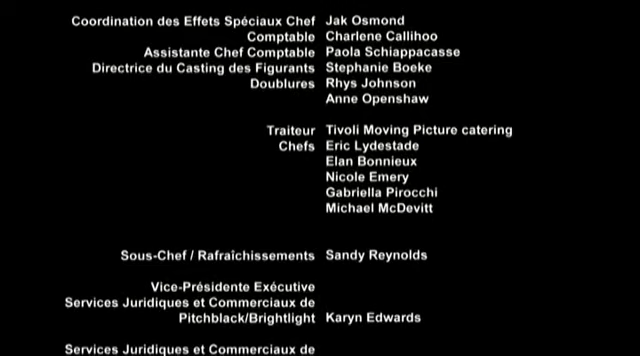 Coordination des Effets Spéciaux Chef Jak Osmond
Comptable Charlene Callihoo
Assistante Chef Comptable Paola Schiappacasse
Directrice du Casting des Figurants Stephanie Boeke
Doublures Rhys Johnson
Anne Openshaw
Traiteur Tivoli Moving Picture catering
Chefs Eric Lydestade
Elan Bonnieux
Nicole Emery
Gabriella Pirocchi
Michael McDevitt
Sous-Chef / Rafraîchissements Sandy Reynolds
Vice-Présidente Exécutive
Services Juridiques et Commerciaux de
Pitchblack/Brightlight Karyn Edwards
Services Juridiques et Commerciaux de